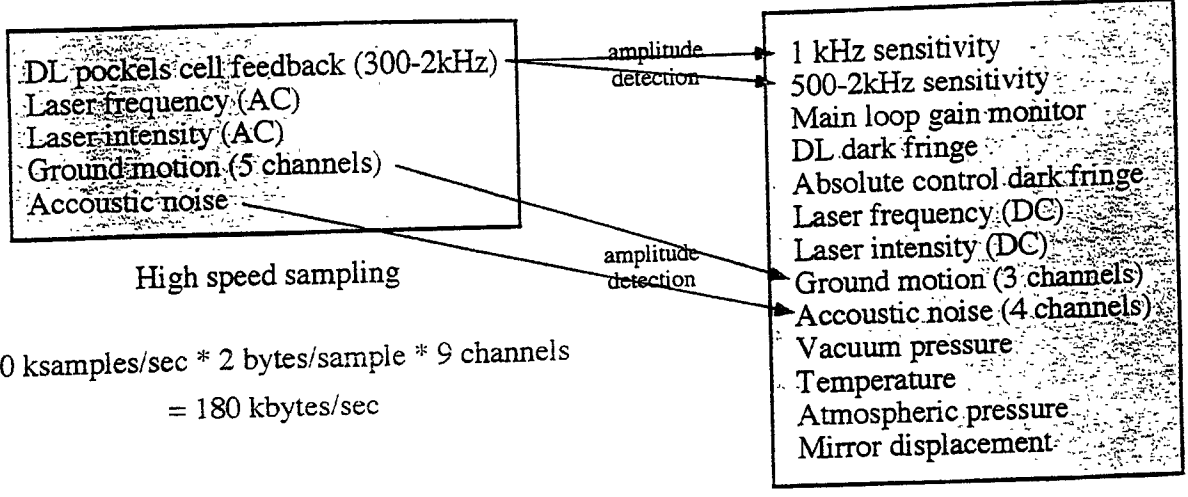 DL pockels cell feedback (300-2kHz)
Laser frequency (AC)
Laser intensity (AC)
Ground motion (5 channels)
Accoustic noise
High speed sampling
0 ksamples/sec * 2 bytes/sample * 9 channels
= 180 kbytes/sec
amplitude
detection
amplitude
detection
1 kHz sensitivity
500-2kHz sensitivity
Main loop gain monitor
DL dark fringe
Absolute control dark fringe
Laser frequency (DC)
Laser intensity (DC)
Ground motion (3 channels)
Accoustic noise (4 channels)
Vacuum pressure
Temperature
Atmospheric pressure
Mirror displacement